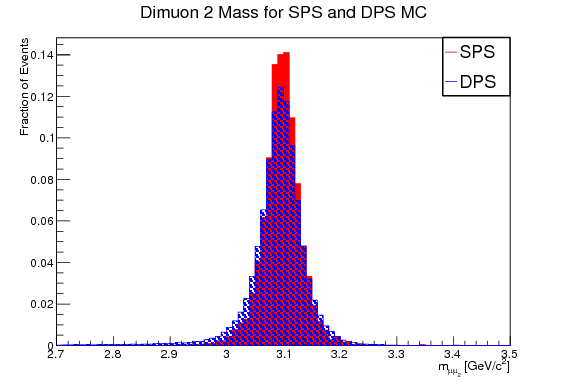 Dimuon 2 Mass for SPS and DPS MC
Fraction of Events
0.14
0.12
0.1
0.08
0.06
0.04
0.02
0
SPS
DPS
2.7 2.8 2.9 3 3.1 3.2 3.3 3.4 3.5
m_{μμ_2} [GeV/c²]